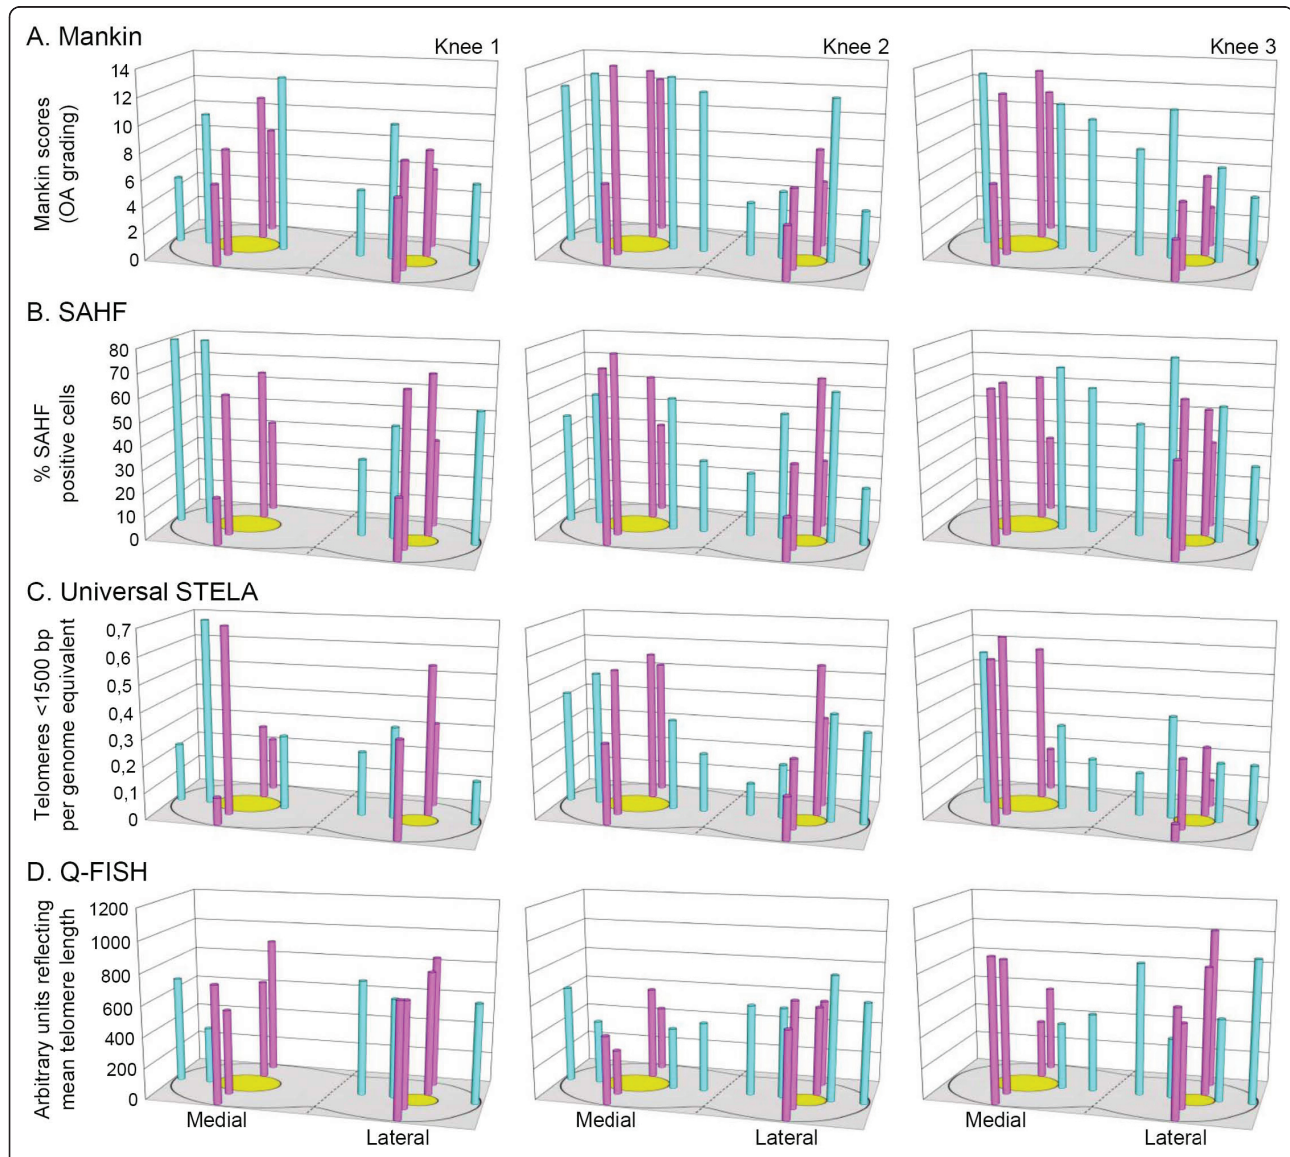 A. Mankin
Knee 1
Knee 2
Knee 3
Mankin scores
(OA grading)
14
12
10
8
6
4
2
0
B. SAHF
% SAHF
positive cells
80
70
60
50
40
30
20
10
0
C. Universal STELA
Telomeres <1500 bp
per genome equivalent
0,7
0,6
0,5
0,4
0,3
0,2
0,1
0
D. Q-FISH
Arbitrary units reflecting
mean telomere length
1200
1000
800
600
400
200
0
Medial
Lateral
Medial
Lateral
Medial
Lateral